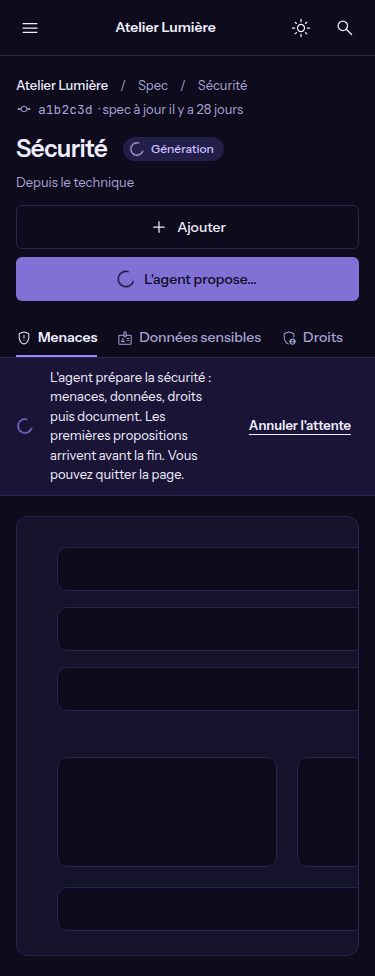 Atelier Lumière
Atelier Lumière / Spec / Sécurité
a1b2c3d · spec à jour il y a 28 jours
Sécurité Génération
Depuis le technique
Ajouter
L'agent propose...
Menaces Données sensibles Droits
L'agent prépare la sécurité :
menaces, données, droits
puis document. Les
premières propositions
arrivent avant la fin. Vous
pouvez quitter la page.
Annuler l'attente